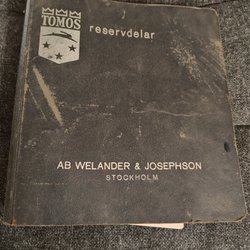 TOMOS
reservdelar
AB WELANDER & JOSEPHSON
STOCKHOLM